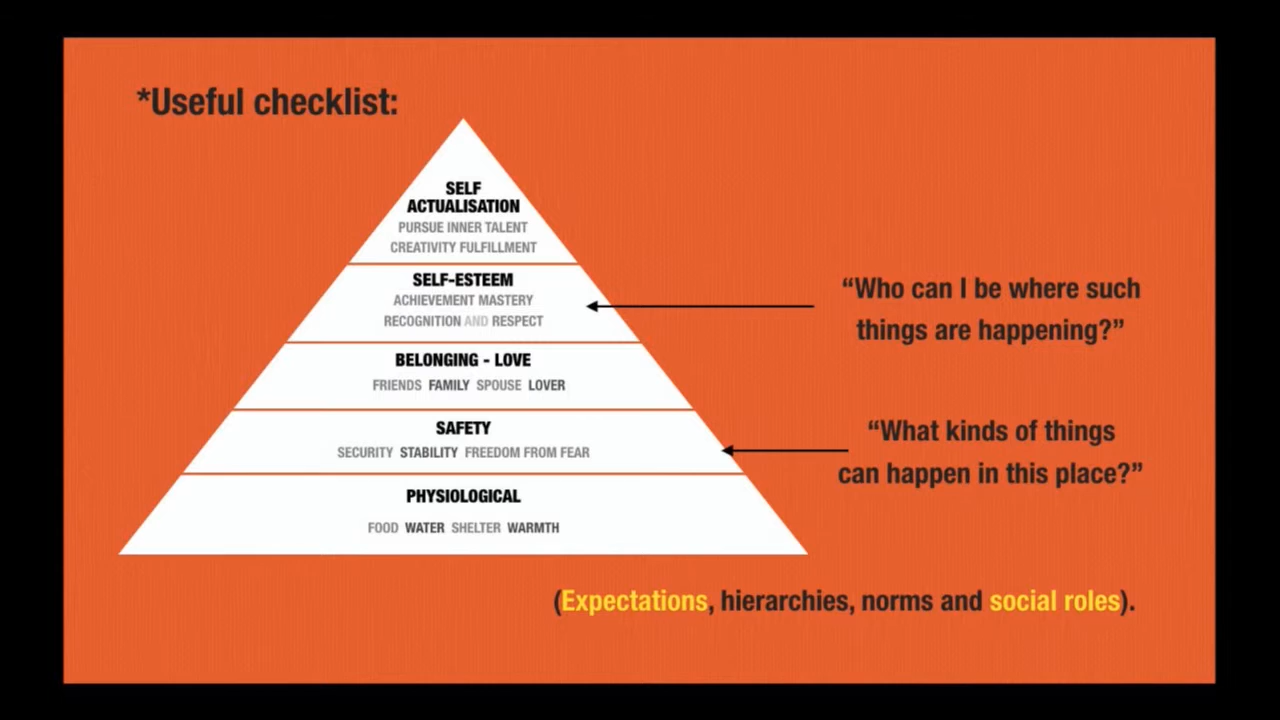 *Useful checklist:
SELF
ACTUALISATION
PURSUE INNER TALENT
CREATIVITY FULFILLMENT
SELF-ESTEEM
ACHIEVEMENT MASTERY
RECOGNITION AND RESPECT
BELONGING - LOVE
FRIENDS FAMILY SPOUSE LOVER
SAFETY
SECURITY STABILITY FREEDOM FROM FEAR
PHYSIOLOGICAL
FOOD WATER SHELTER WARMTH
“Who can I be where such
things are happening?”
“What kinds of things
can happen in this place?”
(Expectations, hierarchies, norms and social roles).